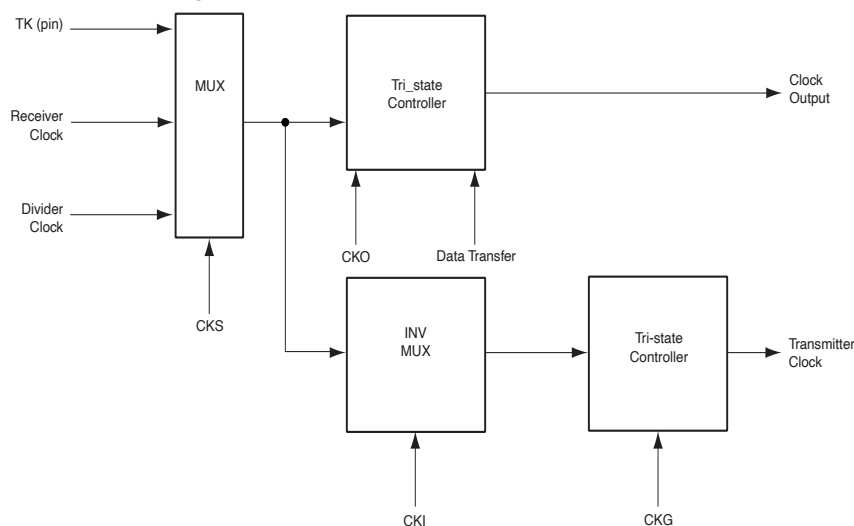 TK (pin)
MUX
Tri_state
Controller
Clock
Output
Receiver
Clock
Divider
Clock
CKO
Data Transfer
CKS
INV
MUX
Tri-state
Controller
Transmitter
Clock
CKI
CKG